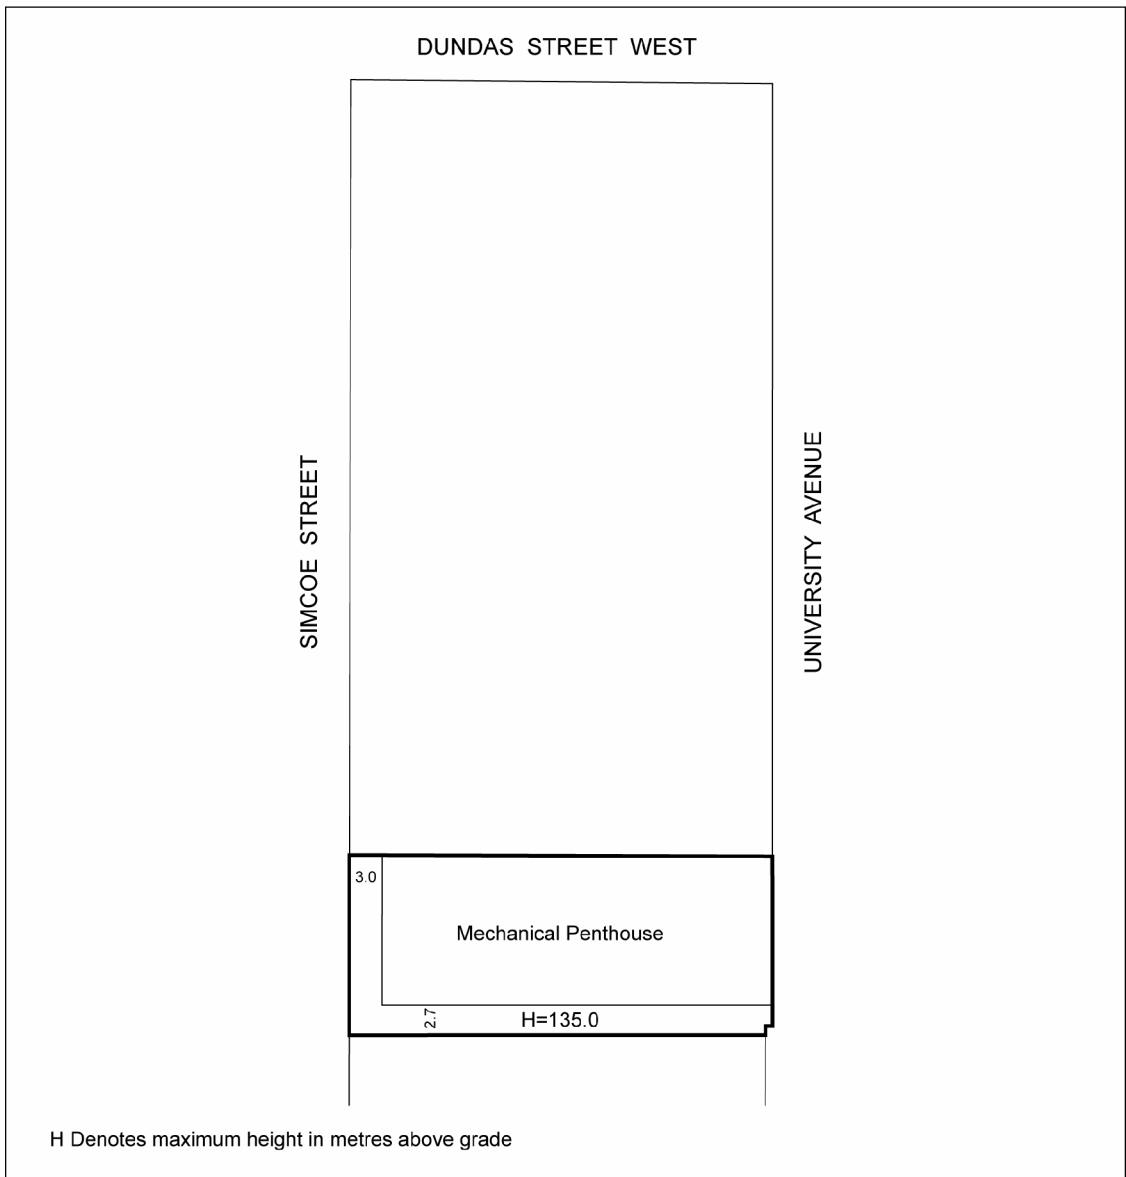 DUNDAS STREET WEST
SIMCOE STREET
UNIVERSITY AVENUE
3.0
Mechanical Penthouse
2.7
H=135.0
H Denotes maximum height in metres above grade